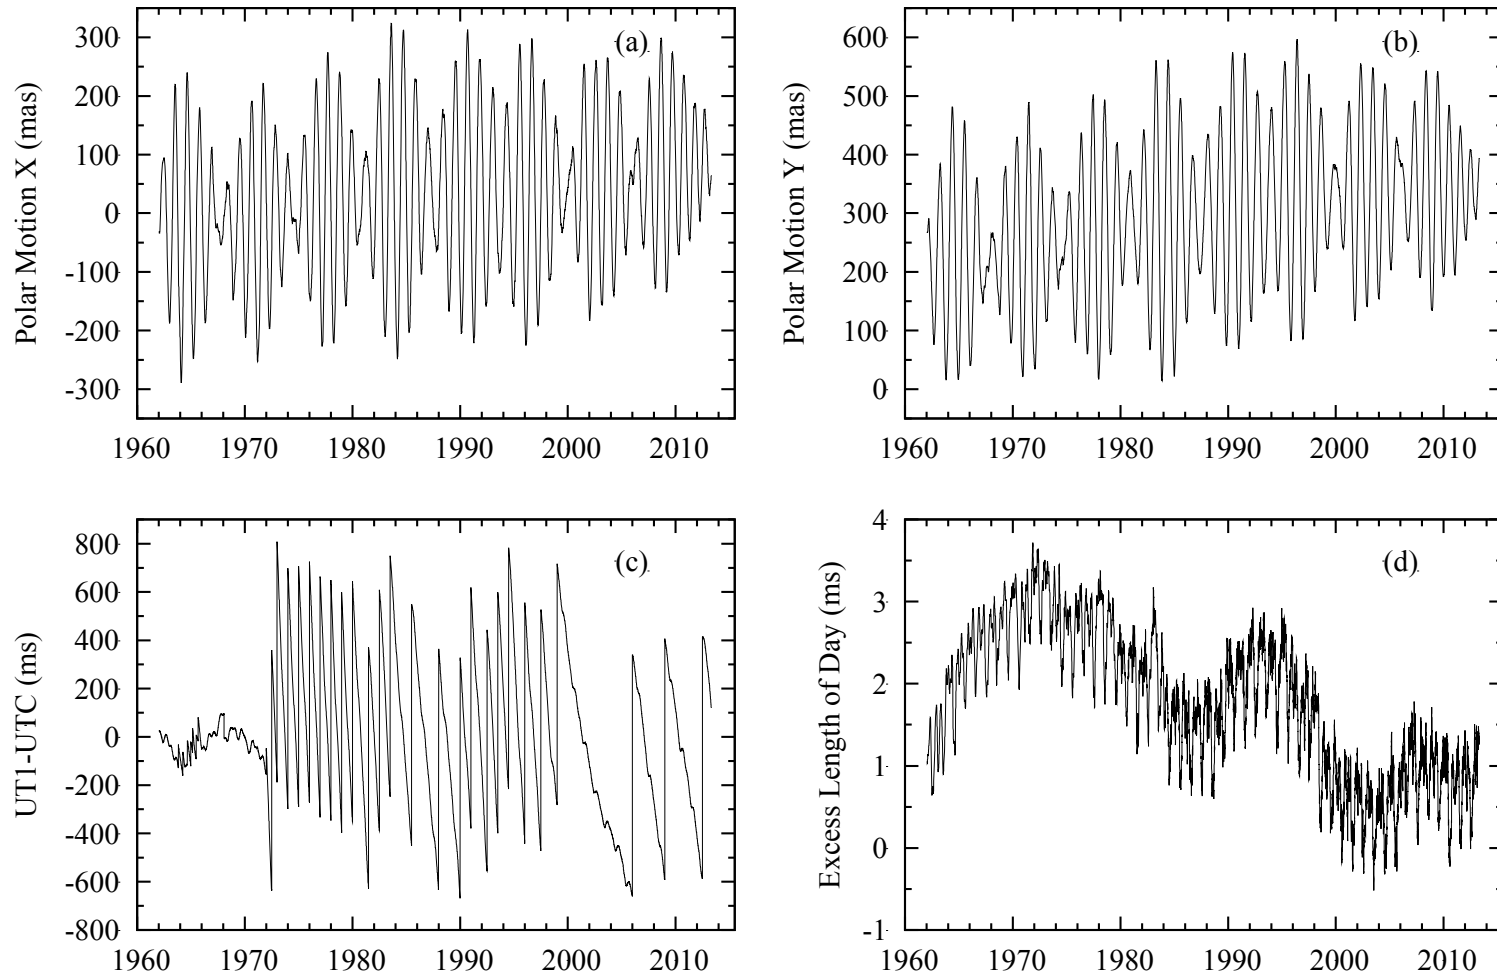 (a)
Polar Motion X (mas)
300
200
100
0
-100
-200
-300
1960 1970 1980 1990 2000 2010
(b)
Polar Motion Y (mas)
600
500
400
300
200
100
0
1960 1970 1980 1990 2000 2010
(c)
UT1-UTC (ms)
800
600
400
200
0
-200
-400
-600
-800
1960 1970 1980 1990 2000 2010
(d)
Excess Length of Day (ms)
4
3
2
1
0
-1
1960 1970 1980 1990 2000 2010